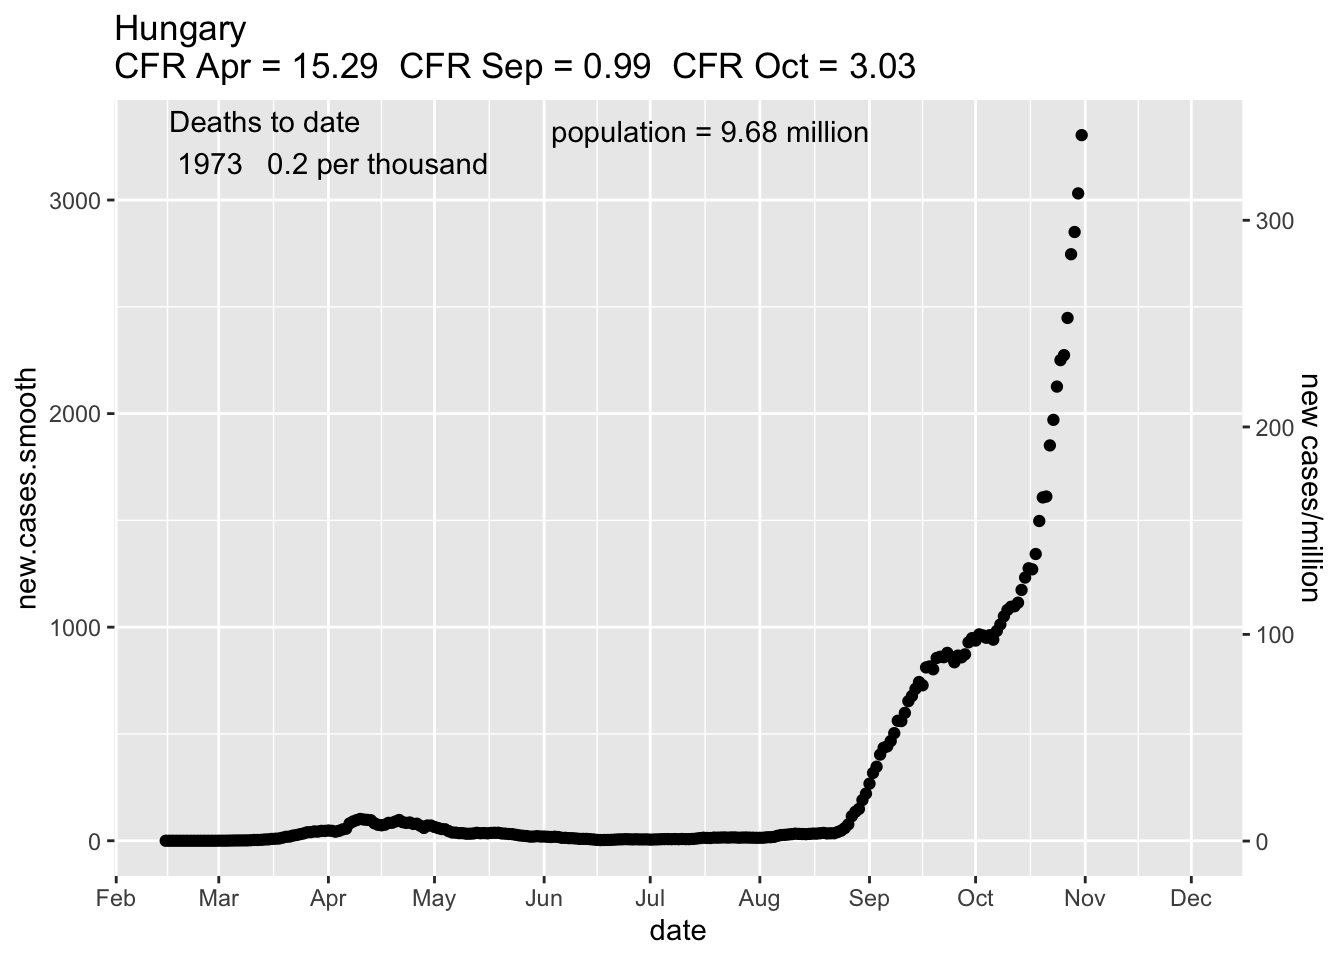 Hungary
CFR Apr = 15.29  CFR Sep = 0.99  CFR Oct = 3.03
Deaths to date
1973   0.2 per thousand
population = 9.68 million
new.cases.smooth
3000
2000
1000
0
300
200
100
0
new cases/million
Feb Mar Apr May Jun Jul Aug Sep Oct Nov Dec
date